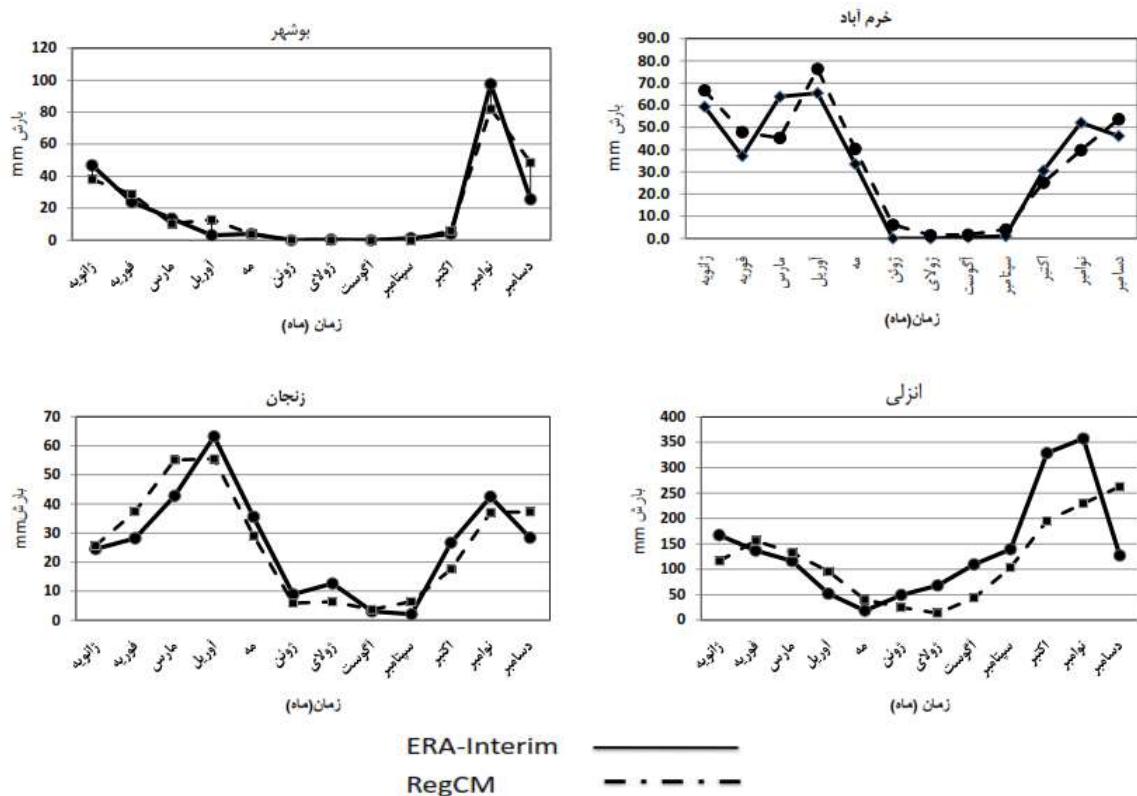 بوشهر
120
100
80
60
40
20
0
بارش mm
ژانویه فوریه مارس آوریل مه ژوئن ژولای آگوست سپتامبر اکتبر نوامبر دسامبر
زمان (ماه)
خرم آباد
90.0
80.0
70.0
60.0
50.0
40.0
30.0
20.0
10.0
0.0
بارش mm
ژانویه فوریه مارس آوریل مه ژوئن ژولای آگوست سپتامبر اکتبر نوامبر دسامبر
زمان(ماه)
زنجان
70
60
50
40
30
20
10
0
بارش mm
ژانویه فوریه مارس آوریل مه ژوئن ژولای آگوست سپتامبر اکتبر نوامبر دسامبر
زمان(ماه)
انزلی
400
350
300
250
200
150
100
50
0
بارش mm
ژانویه فوریه مارس آوریل مه ژوئن ژولای آگوست سپتامبر اکتبر نوامبر دسامبر
زمان (ماه)
ERA-Interim
RegCM